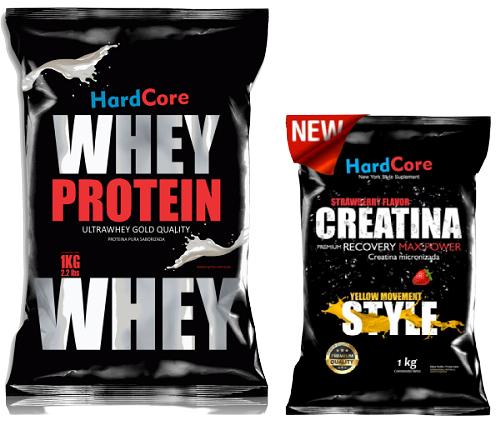 HardCore
WHEY
PROTEIN
ULTRAWHEY GOLD QUALITY
PROTEINA PURA SABORIZADA
1KG
2.2 lbs
WHEY
NEW
HardCore
New York Style Suplement
STRAWBERRY FLAVOR
CREATINA
PREMIUM RECOVERY MAX POWER
Creatina micronizada
YELLOW MOVEMENT
STYLE
PREMIUM
QUALITY
1 kg